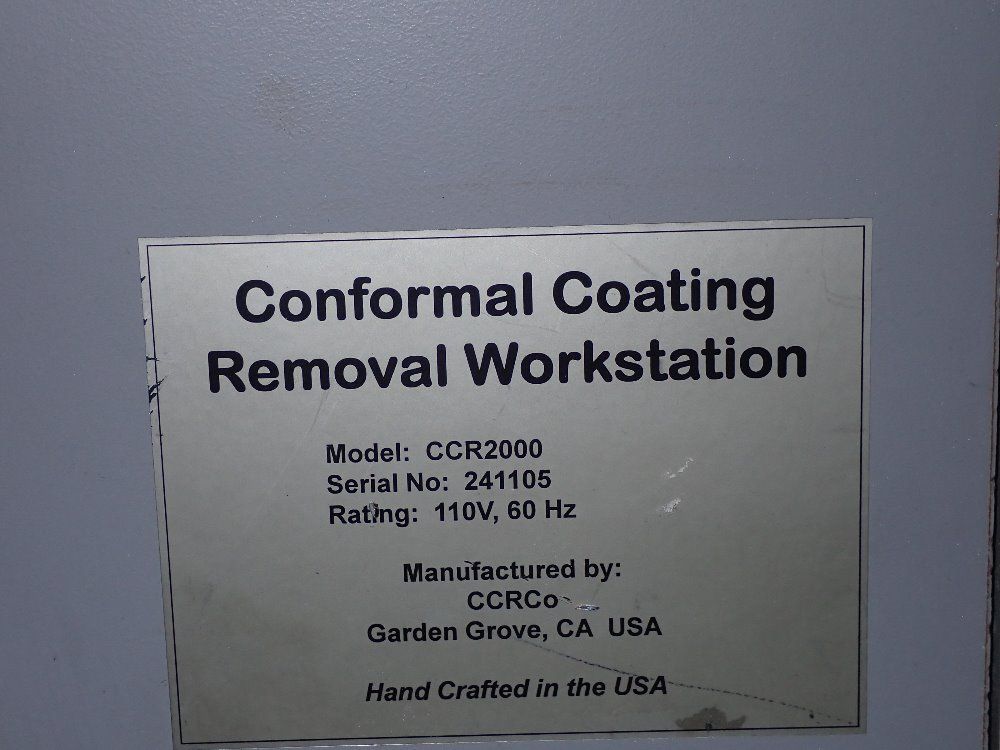 Conformal Coating
Removal Workstation
Model: CCR2000
Serial No: 241105
Rating: 110V, 60 Hz
Manufactured by:
CCRCo
Garden Grove, CA USA
Hand Crafted in the USA